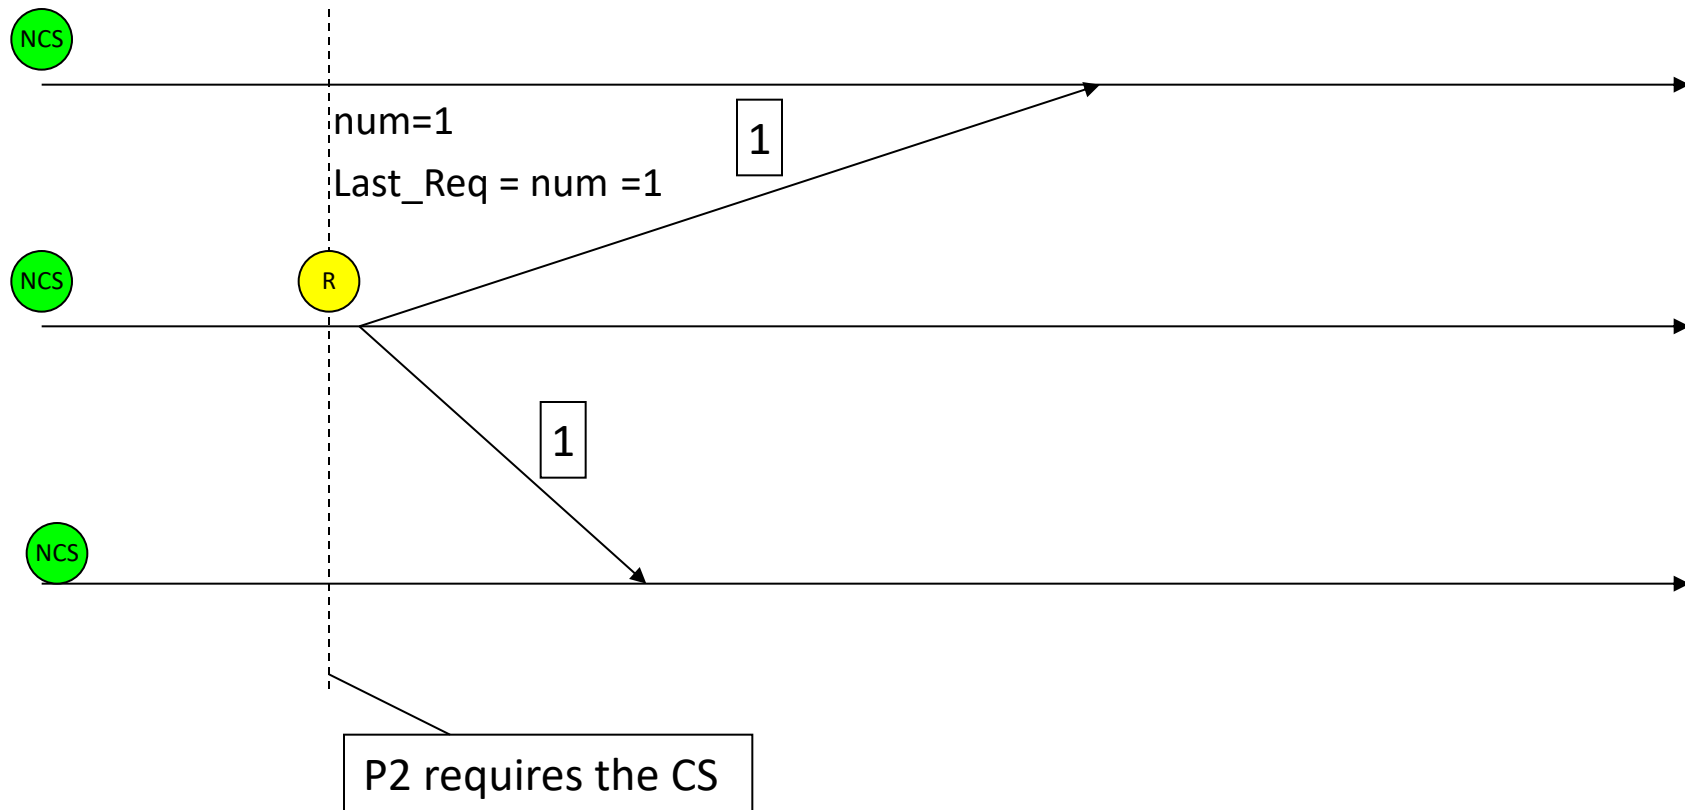 NCS
num=1
1
Last_Req = num =1
NCS
R
1
NCS
P2 requires the CS